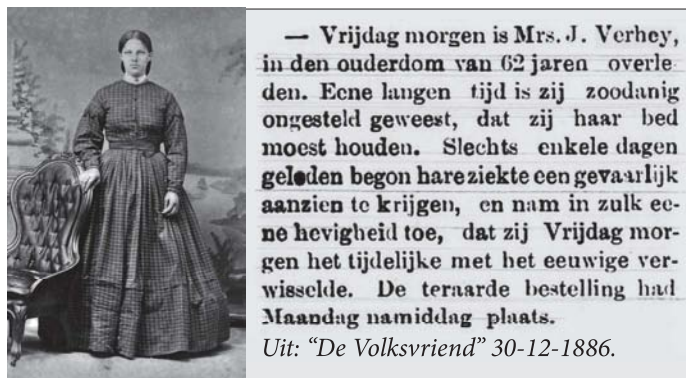 — Vrijdag morgen is Mrs. J. Verhey,
in den ouderdom van 62 jaren overle
den. Eene langen tijd is zij zoodanig
ongesteld geweest, dat zij haar bed
moest houden. Slechts enkele dagen
geleden begon hare ziekte een gevaarlijk
aanzien te krijgen, en nam in zulk ee-
ne hevigheid toe, dat zij Vrijdag mor-
gen het tijdelijke met het eeuwige ver-
wisselde. De teraarde bestelling had
Maandag namiddag plaats.
Uit: “De Volksvriend” 30-12-1886.